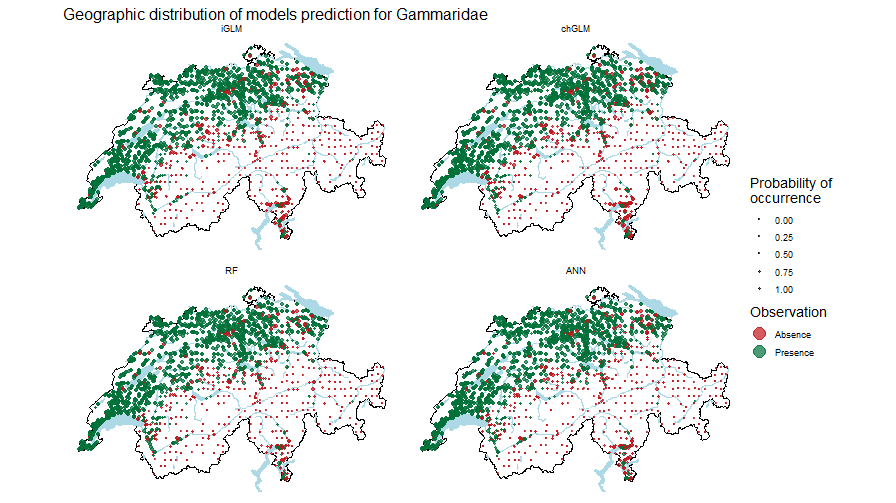 Geographic distribution of models prediction for Gammaridae
iGLM
chGLM
RF
ANN
Probability of
occurrence
0.00
0.25
0.50
0.75
1.00
Observation
Absence
Presence